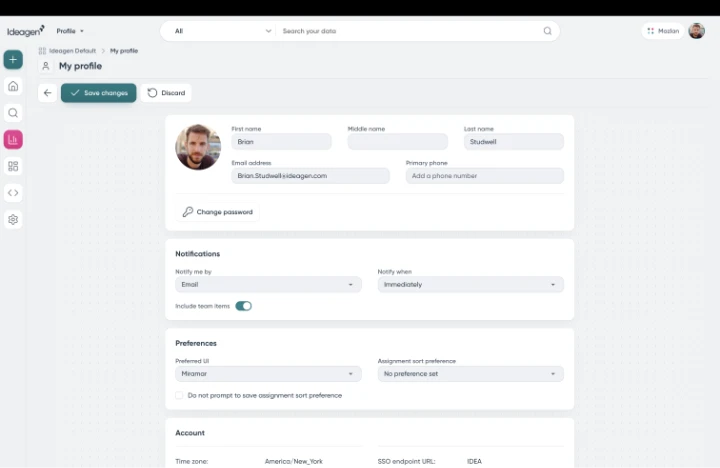 Ideagen
Profile
All
Search your data
Maslan
Ideagen Default > My profile
My profile
Save changes
Discard
First name
Middle name
Last name
Brian
Studwell
Email address
Primary phone
Brian.Studwell@ideagen.com
Add a phone number
Change password
Notifications
Notify me by
Notify when
Email
Immediately
Include team items
Preferences
Preferred UI
Assignment sort preference
Miramar
No preference set
Do not prompt to save assignment sort preference
Account
Time zone: America/New_York SSO endpoint URL: IDEA